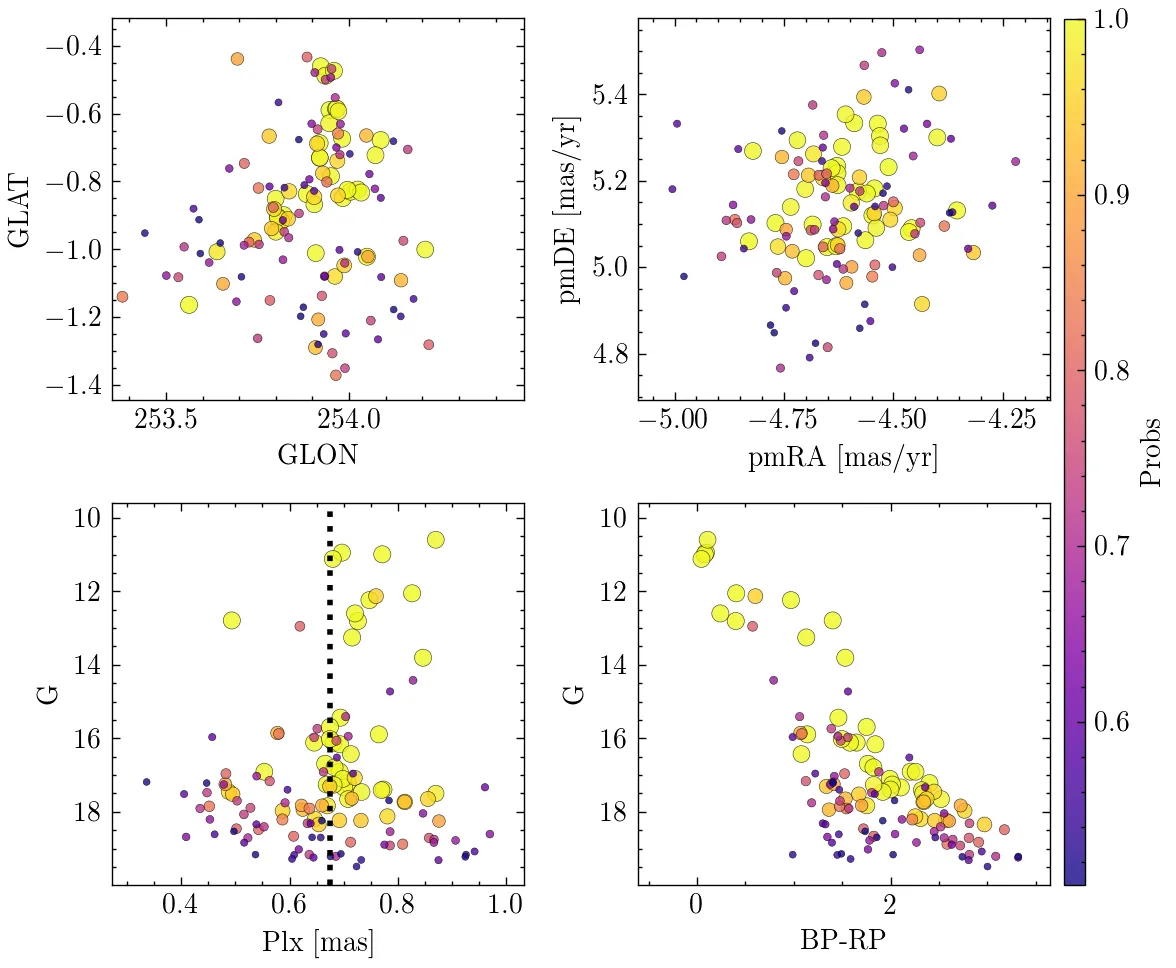 −0.4
−0.6
−0.8
−1.0
−1.2
−1.4
253.5 254.0
GLON
GLAT
5.4
5.2
5.0
4.8
−5.00 −4.75 −4.50 −4.25
pmRA [mas/yr]
pmDE [mas/yr]
1.0
0.9
0.8
0.7
0.6
Probs
10
12
14
16
18
0.4 0.6 0.8 1.0
Plx [mas]
G
10
12
14
16
18
0 2
BP-RP
G